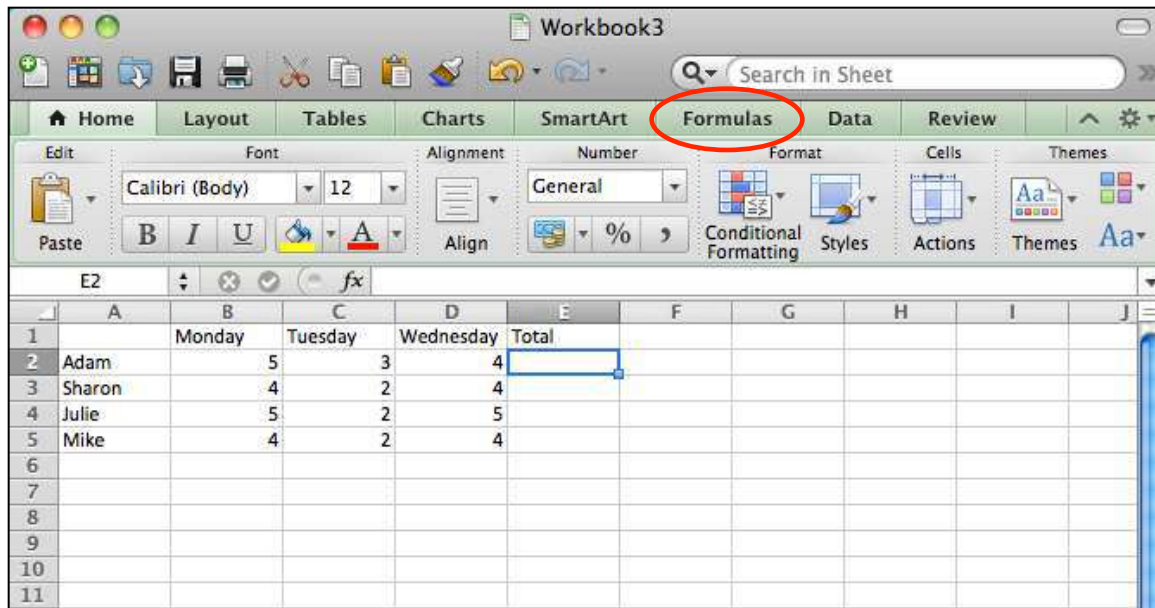 Workbook3
Search in Sheet
Home Layout Tables Charts SmartArt Formulas Data Review
Edit Font Alignment Number Format Cells Themes
Calibri (Body) 12 General
Paste B I U A Align % , Conditional Formatting Styles Actions Aa Themes Aa
E2 fx
A B C D E F G H I J
1 Monday Tuesday Wednesday Total
2 Adam 5 3 4
3 Sharon 4 2 4
4 Julie 5 2 5
5 Mike 4 2 4
6
7
8
9
10
11